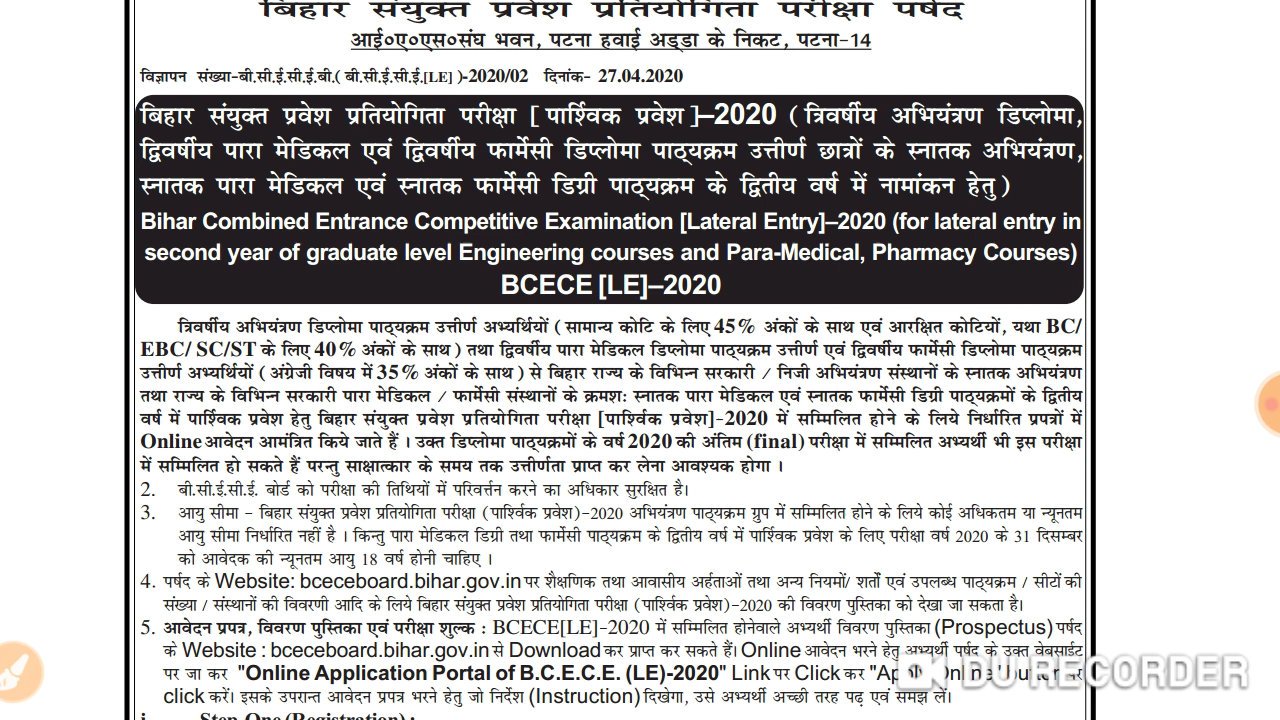 बिहार संयुक्त प्रवेश प्रतियोगिता परीक्षा पर्षद
आई०ए०एस०संघ भवन, पटना हवाई अड्डा के निकट, पटना-14
विज्ञापन संख्या-बी.सी.ई.सी.ई.बी.( बी.सी.ई.सी.ई.[LE] )-2020/02 दिनांक- 27.04.2020
बिहार संयुक्त प्रवेश प्रतियोगिता परीक्षा [ पार्श्विक प्रवेश ]–2020 ( त्रिवर्षीय अभियंत्रण डिप्लोमा,
द्विवर्षीय पारा मेडिकल एवं द्विवर्षीय फार्मेसी डिप्लोमा पाठ्यक्रम उत्तीर्ण छात्रों के स्नातक अभियंत्रण,
स्नातक पारा मेडिकल एवं स्नातक फार्मेसी डिग्री पाठ्यक्रम के द्वितीय वर्ष में नामांकन हेतु )
Bihar Combined Entrance Competitive Examination [Lateral Entry]–2020 (for lateral entry in
second year of graduate level Engineering courses and Para-Medical, Pharmacy Courses)
BCECE [LE]–2020
त्रिवर्षीय अभियंत्रण डिप्लोमा पाठ्यक्रम उत्तीर्ण अभ्यर्थियों ( सामान्य कोटि के लिए 45% अंकों के साथ एवं आरक्षित कोटियों, यथा BC/
EBC/ SC/ST के लिए 40% अंकों के साथ ) तथा द्विवर्षीय पारा मेडिकल डिप्लोमा पाठ्यक्रम उत्तीर्ण एवं द्विवर्षीय फार्मेसी डिप्लोमा पाठ्यक्रम
उत्तीर्ण अभ्यर्थियों ( अंग्रेजी विषय में 35% अंकों के साथ ) से बिहार राज्य के विभिन्न सरकारी / निजी अभियंत्रण संस्थानों के स्नातक अभियंत्रण
तथा राज्य के विभिन्न सरकारी पारा मेडिकल / फार्मेसी संस्थानों के क्रमशः स्नातक पारा मेडिकल एवं स्नातक फार्मेसी डिग्री पाठ्यक्रमों के द्वितीय
वर्ष में पार्श्विक प्रवेश हेतु बिहार संयुक्त प्रवेश प्रतियोगिता परीक्षा [पार्श्विक प्रवेश]-2020 में सम्मिलित होने के लिये निर्धारित प्रपत्रों में
Online आवेदन आमंत्रित किये जाते हैं । उक्त डिप्लोमा पाठ्यक्रमों के वर्ष 2020 की अंतिम (final) परीक्षा में सम्मिलित अभ्यर्थी भी इस परीक्षा
में सम्मिलित हो सकते हैं परन्तु साक्षात्कार के समय तक उत्तीर्णता प्राप्त कर लेना आवश्यक होगा ।
2. बी.सी.ई.सी.ई. बोर्ड को परीक्षा की तिथियों में परिवर्त्तन करने का अधिकार सुरक्षित है।
3. आयु सीमा - बिहार संयुक्त प्रवेश प्रतियोगिता परीक्षा (पार्श्विक प्रवेश)-2020 अभियंत्रण पाठ्यक्रम ग्रुप में सम्मिलित होने के लिये कोई अधिकतम या न्यूनतम
आयु सीमा निर्धारित नहीं है । किन्तु पारा मेडिकल डिग्री तथा फार्मेसी पाठ्यक्रम के द्वितीय वर्ष में पार्श्विक प्रवेश के लिए परीक्षा वर्ष 2020 के 31 दिसम्बर
को आवेदक की न्यूनतम आयु 18 वर्ष होनी चाहिए ।
4. पर्षद के Website: bceceboard.bihar.gov.in पर शैक्षणिक तथा आवासीय अर्हताओं तथा अन्य नियमों/ शर्तों एवं उपलब्ध पाठ्यक्रम / सीटों की
संख्या / संस्थानों की विवरणी आदि के लिये बिहार संयुक्त प्रवेश प्रतियोगिता परीक्षा (पार्श्विक प्रवेश)-2020 की विवरण पुस्तिका को देखा जा सकता है।
5. आवेदन प्रपत्र, विवरण पुस्तिका एवं परीक्षा शुल्क : BCECE[LE]-2020 में सम्मिलित होनेवाले अभ्यर्थी विवरण पुस्तिका (Prospectus) पर्षद
के Website : bceceboard.bihar.gov.in से Download कर प्राप्त कर सकते हैं। Online आवेदन भरने हेतु अभ्यर्थी पर्षद के उक्त वेबसाईट
पर जा कर "Online Application Portal of B.C.E.C.E. (LE)-2020" Link पर Click कर "Apply Online" button पर
click करें। इसके उपरान्त आवेदन प्रपत्र भरने हेतु जो निर्देश (Instruction) दिखेगा, उसे अभ्यर्थी अच्छी तरह पढ़ एवं समझ लें।
i. Step-One (Registration) :
DU RECORDER